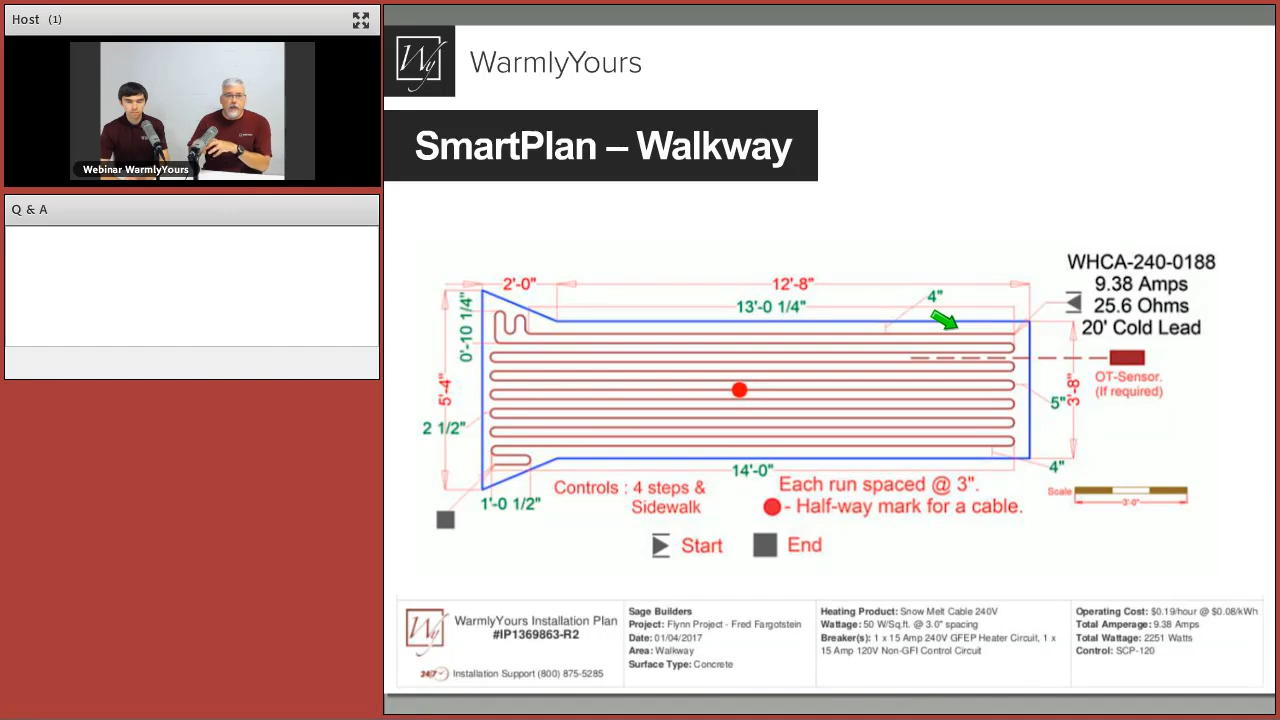 Host (1)
Webinar WarmlyYours
Q & A
Wy WarmlyYours
SmartPlan – Walkway
WHCA-240-0188
9.38 Amps
25.6 Ohms
20' Cold Lead
2'-0"
12'-8"
13'-0 1/4"
4"
0'-10 1/4"
5'-4"
OT-Sensor.
(If required)
3'-8"
5"
2 1/2"
14'-0"
4"
1'-0 1/2"
Controls : 4 steps &
Sidewalk
Each run spaced @ 3".
- Half-way mark for a cable.
Scale
3'-0"
Start
End
Wy
WarmlyYours Installation Plan
#IP1369863-R2
24/7 Installation Support (800) 875-5285
Sage Builders
Project: Flynn Project - Fred Fargotstein
Date: 01/04/2017
Area: Walkway
Surface Type: Concrete
Heating Product: Snow Melt Cable 240V
Wattage: 50 W/Sq.ft. @ 3.0" spacing
Breaker(s): 1 x 15 Amp 240V GFEP Heater Circuit, 1 x
15 Amp 120V Non-GFI Control Circuit
Operating Cost: $0.19/hour @ $0.08/kWh
Total Amperage: 9.38 Amps
Total Wattage: 2251 Watts
Control: SCP-120